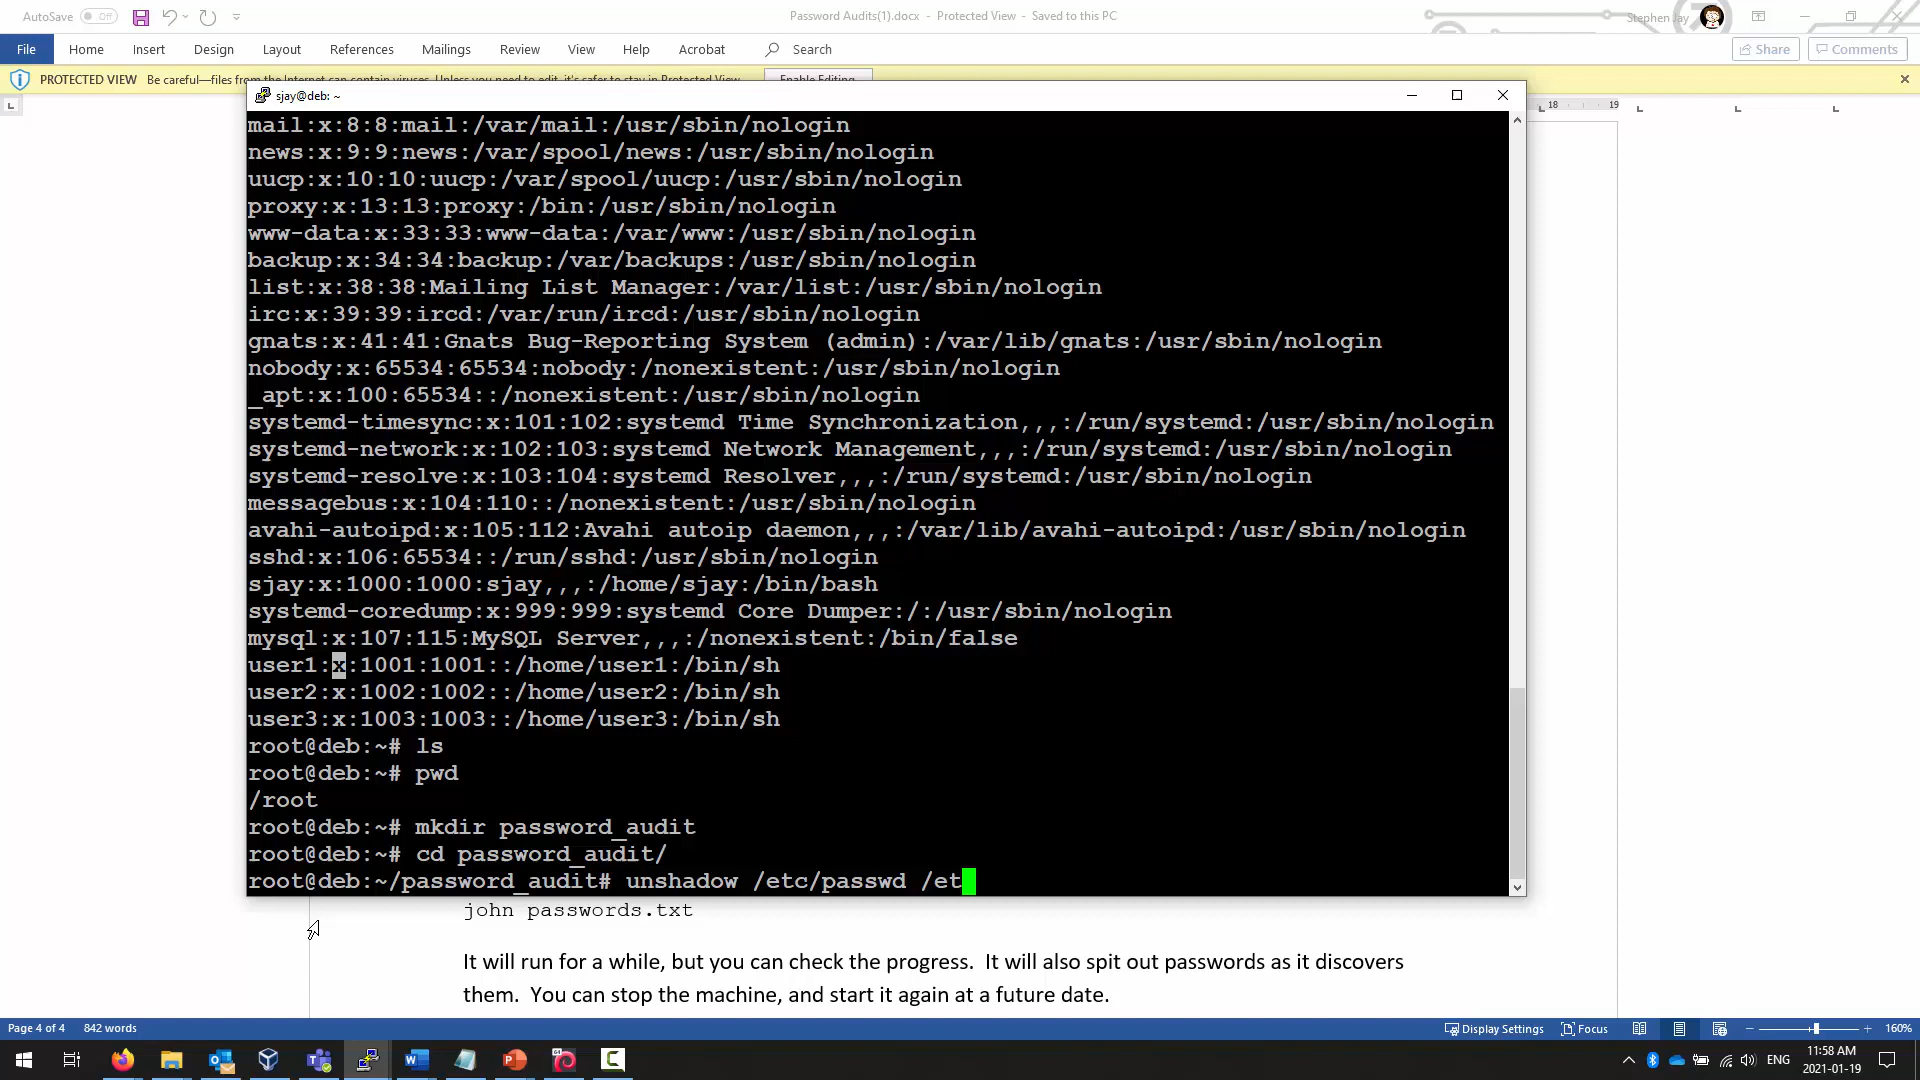 AutoSave Off
Password Audits(1).docx - Protected View - Saved to this PC
Stephen Jay
File Home Insert Design Layout References Mailings Review View Help Acrobat Search
Share Comments
PROTECTED VIEW Be careful—files from the Internet can contain viruses. Unless you need to edit, it's safer to stay in Protected View.
Enable Editing
sjay@deb: ~
18 19
mail:x:8:8:mail:/var/mail:/usr/sbin/nologin
news:x:9:9:news:/var/spool/news:/usr/sbin/nologin
uucp:x:10:10:uucp:/var/spool/uucp:/usr/sbin/nologin
proxy:x:13:13:proxy:/bin:/usr/sbin/nologin
www-data:x:33:33:www-data:/var/www:/usr/sbin/nologin
backup:x:34:34:backup:/var/backups:/usr/sbin/nologin
list:x:38:38:Mailing List Manager:/var/list:/usr/sbin/nologin
irc:x:39:39:ircd:/var/run/ircd:/usr/sbin/nologin
gnats:x:41:41:Gnats Bug-Reporting System (admin):/var/lib/gnats:/usr/sbin/nologin
nobody:x:65534:65534:nobody:/nonexistent:/usr/sbin/nologin
_apt:x:100:65534::/nonexistent:/usr/sbin/nologin
systemd-timesync:x:101:102:systemd Time Synchronization,,,:/run/systemd:/usr/sbin/nologin
systemd-network:x:102:103:systemd Network Management,,,:/run/systemd:/usr/sbin/nologin
systemd-resolve:x:103:104:systemd Resolver,,,:/run/systemd:/usr/sbin/nologin
messagebus:x:104:110::/nonexistent:/usr/sbin/nologin
avahi-autoipd:x:105:112:Avahi autoip daemon,,,:/var/lib/avahi-autoipd:/usr/sbin/nologin
sshd:x:106:65534::/run/sshd:/usr/sbin/nologin
sjay:x:1000:1000:sjay,,,:/home/sjay:/bin/bash
systemd-coredump:x:999:999:systemd Core Dumper:/:/usr/sbin/nologin
mysql:x:107:115:MySQL Server,,,:/nonexistent:/bin/false
user1:x:1001:1001::/home/user1:/bin/sh
user2:x:1002:1002::/home/user2:/bin/sh
user3:x:1003:1003::/home/user3:/bin/sh
root@deb:~# ls
root@deb:~# pwd
/root
root@deb:~# mkdir password_audit
root@deb:~# cd password_audit/
root@deb:~/password_audit# unshadow /etc/passwd /et
john passwords.txt
It will run for a while, but you can check the progress. It will also spit out passwords as it discovers
them. You can stop the machine, and start it again at a future date.
Page 4 of 4 842 words
Display Settings Focus 160%
ENG
11:58 AM
2021-01-19